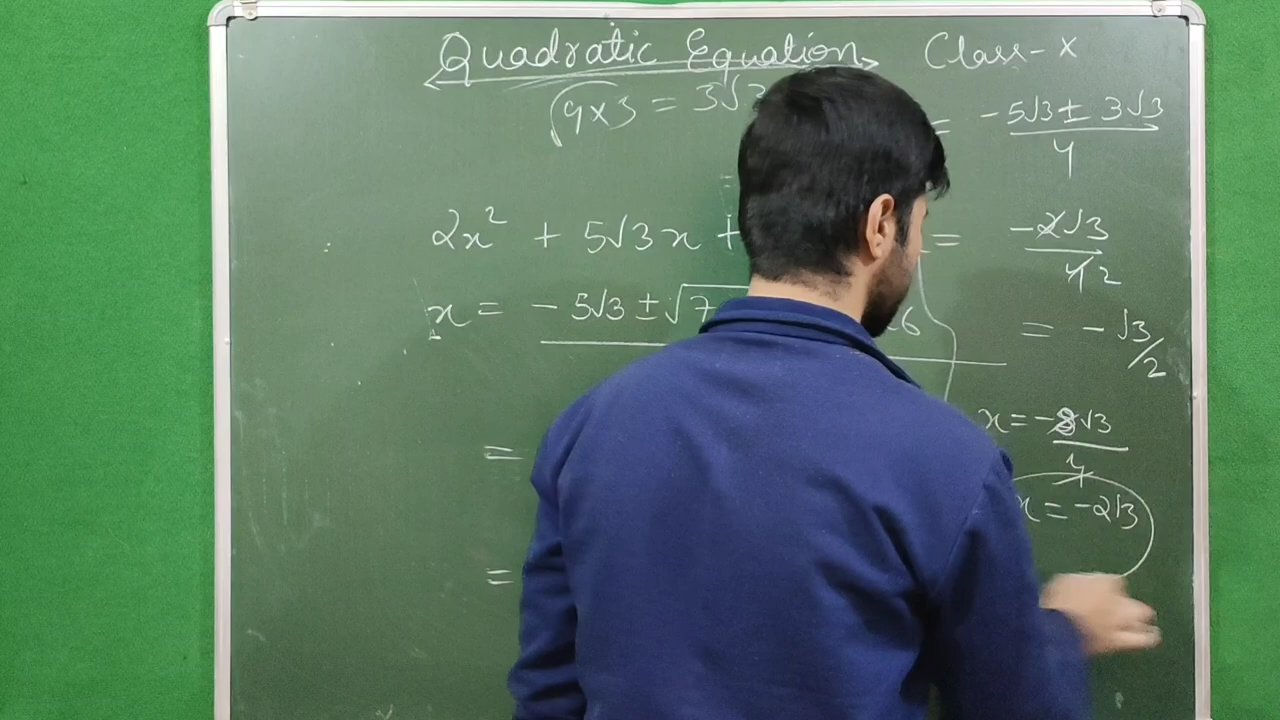 Quadratic Equation Class-X
√9×3 = 3√3
= -5√3 ± 3√3 / 4
=
2x² + 5√3x +
= -2√3 / 4 2
x = -5√3 ± √7
6
= -√3/2
x = -8√3 / 4
=
x = -2√3
=